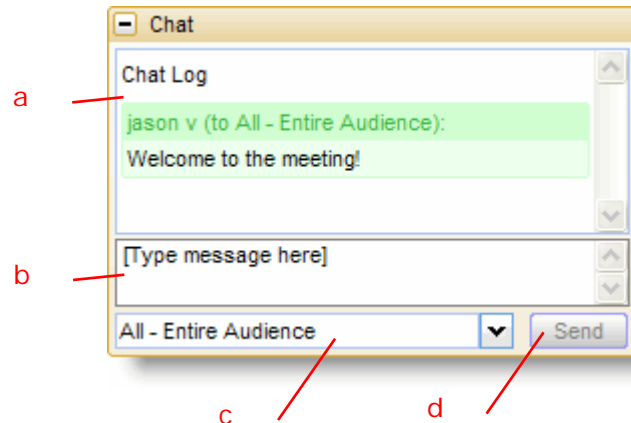 Chat
Chat Log
a
jason v (to All - Entire Audience):
Welcome to the meeting!
[Type message here]
b
All - Entire Audience
Send
c
d